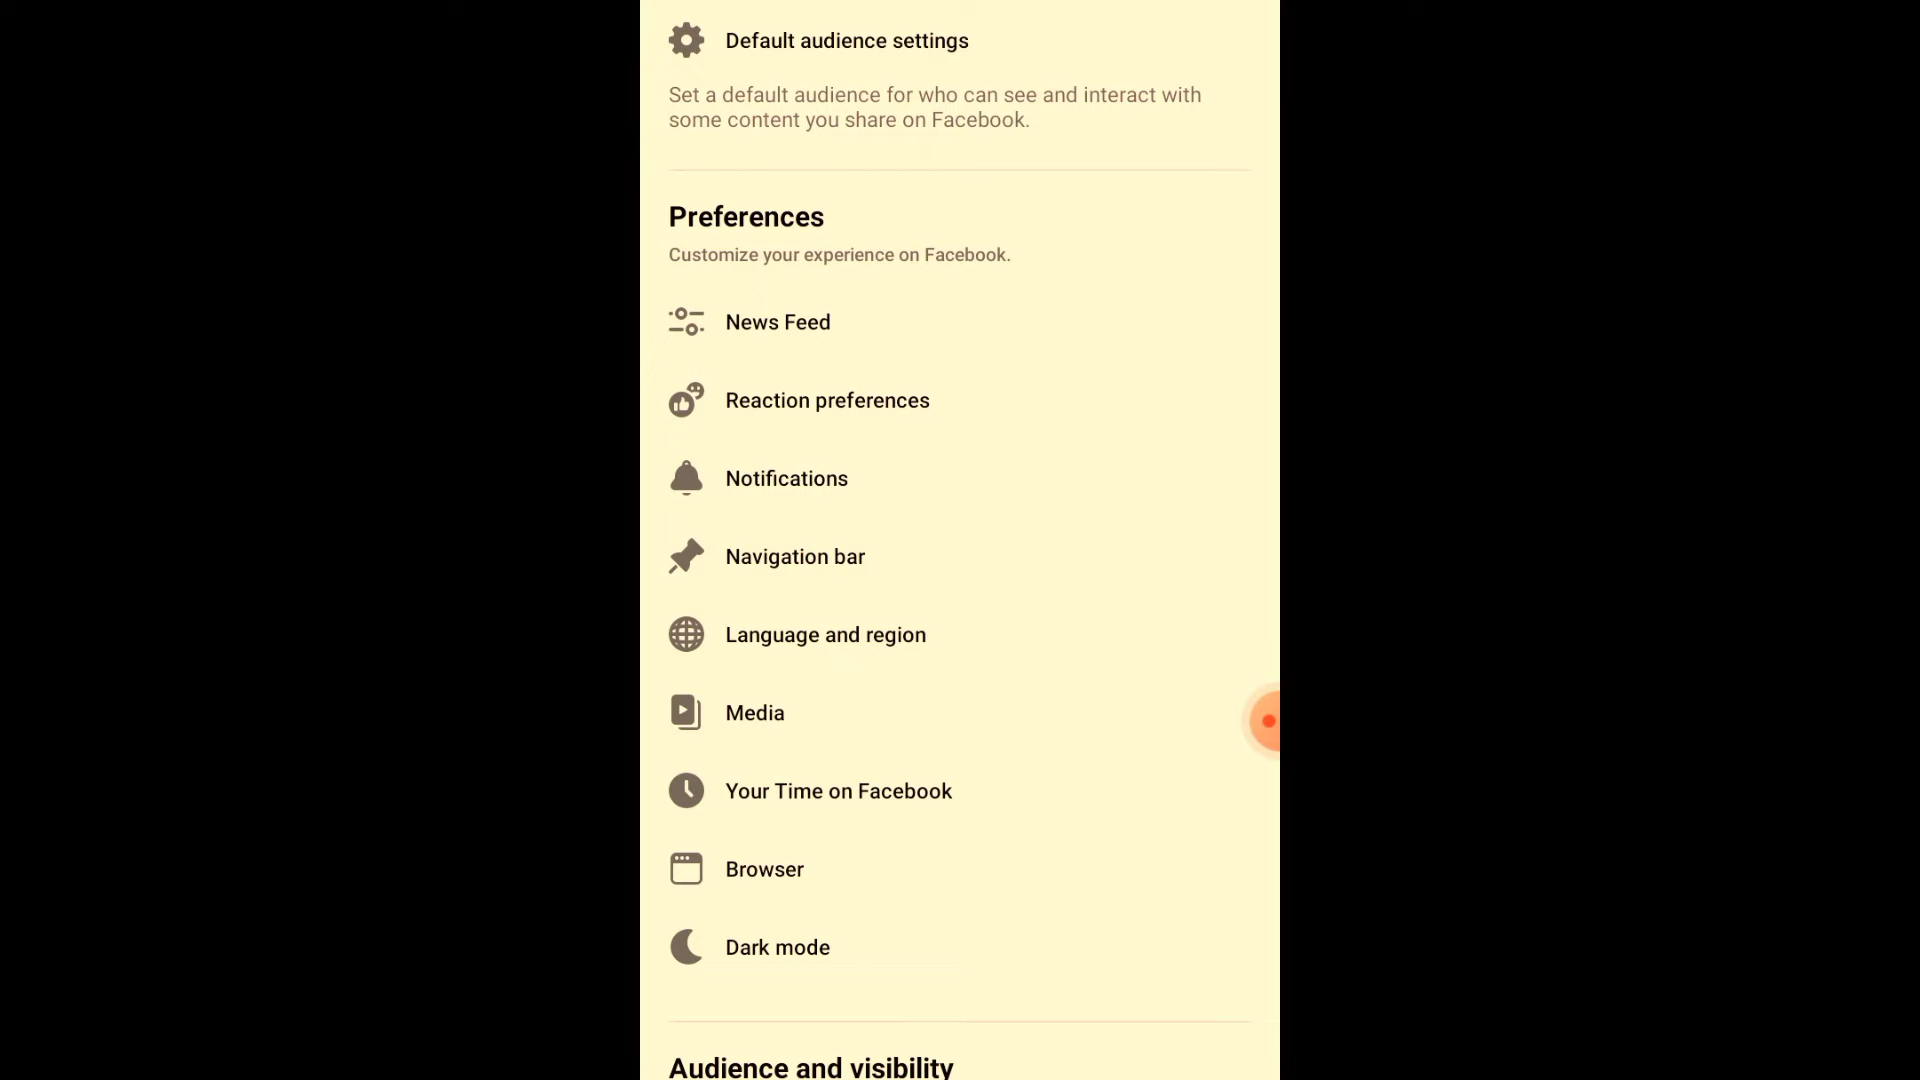 Default audience settings
Set a default audience for who can see and interact with
some content you share on Facebook.
Preferences
Customize your experience on Facebook.
News Feed
Reaction preferences
Notifications
Navigation bar
Language and region
Media
Your Time on Facebook
Browser
Dark mode
Audience and visibility